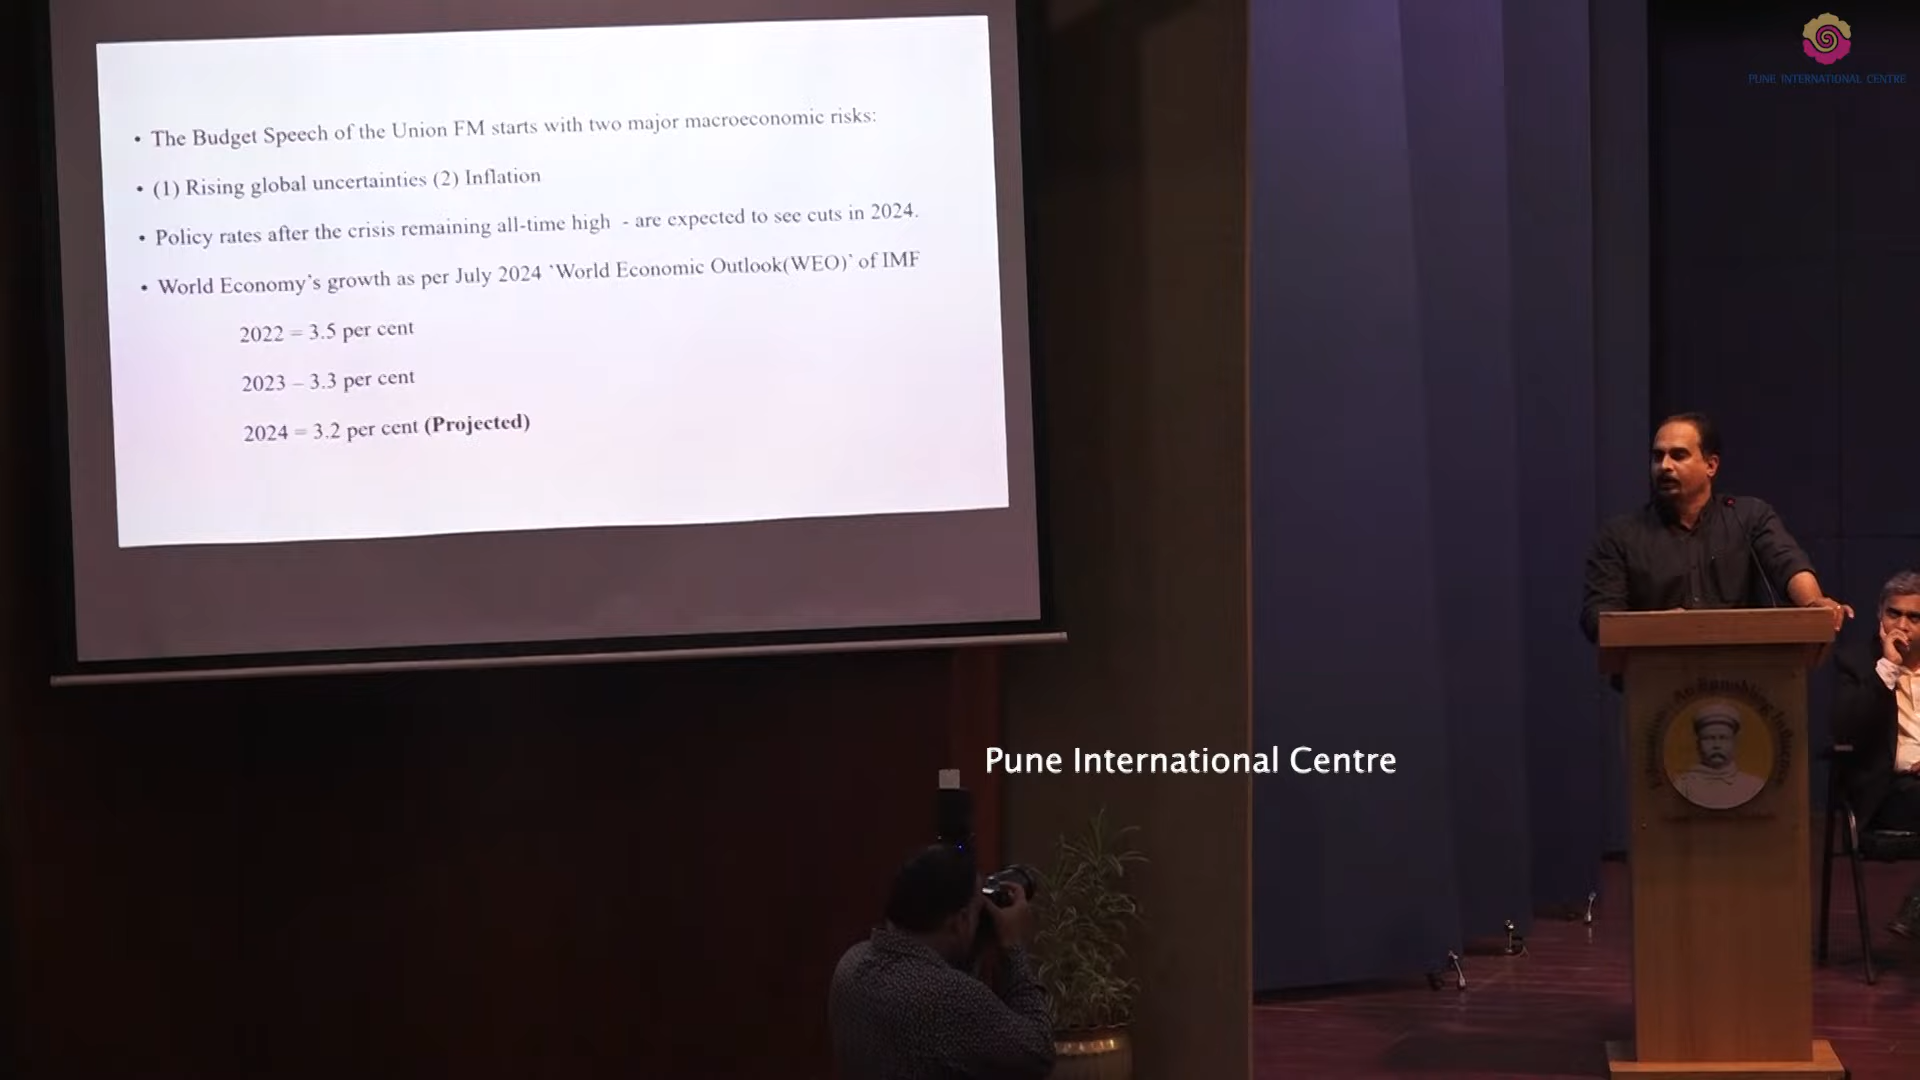 • The Budget Speech of the Union FM starts with two major macroeconomic risks:
• (1) Rising global uncertainties (2) Inflation
• Policy rates after the crisis remaining all-time high - are expected to see cuts in 2024.
• World Economy's growth as per July 2024 `World Economic Outlook(WEO)` of IMF
2022 = 3.5 per cent
2023 – 3.3 per cent
2024 = 3.2 per cent (Projected)
PUNE INTERNATIONAL CENTRE
Pune International Centre